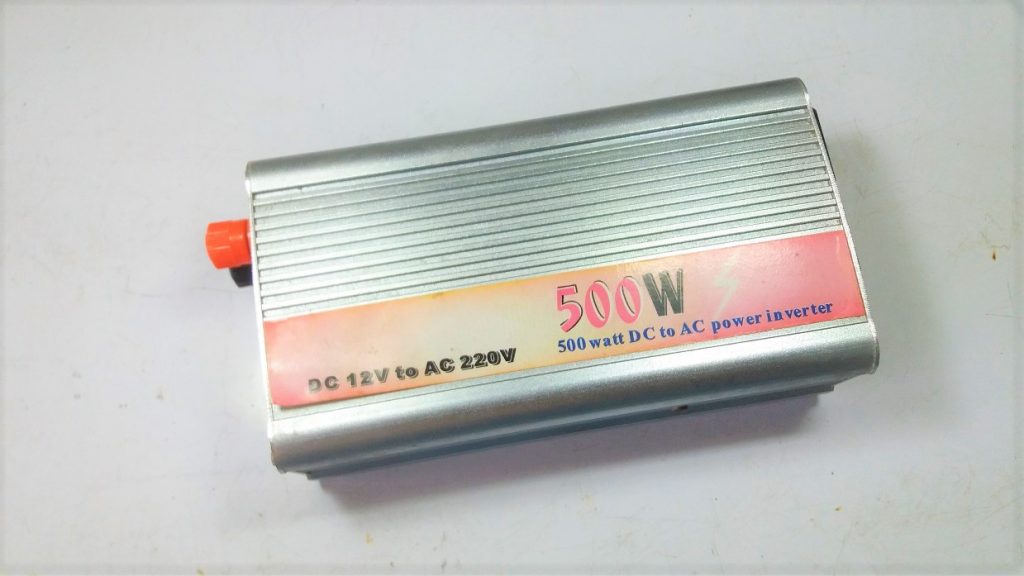 500W
500 watt DC to AC power inverter
DC 12V to AC 220V